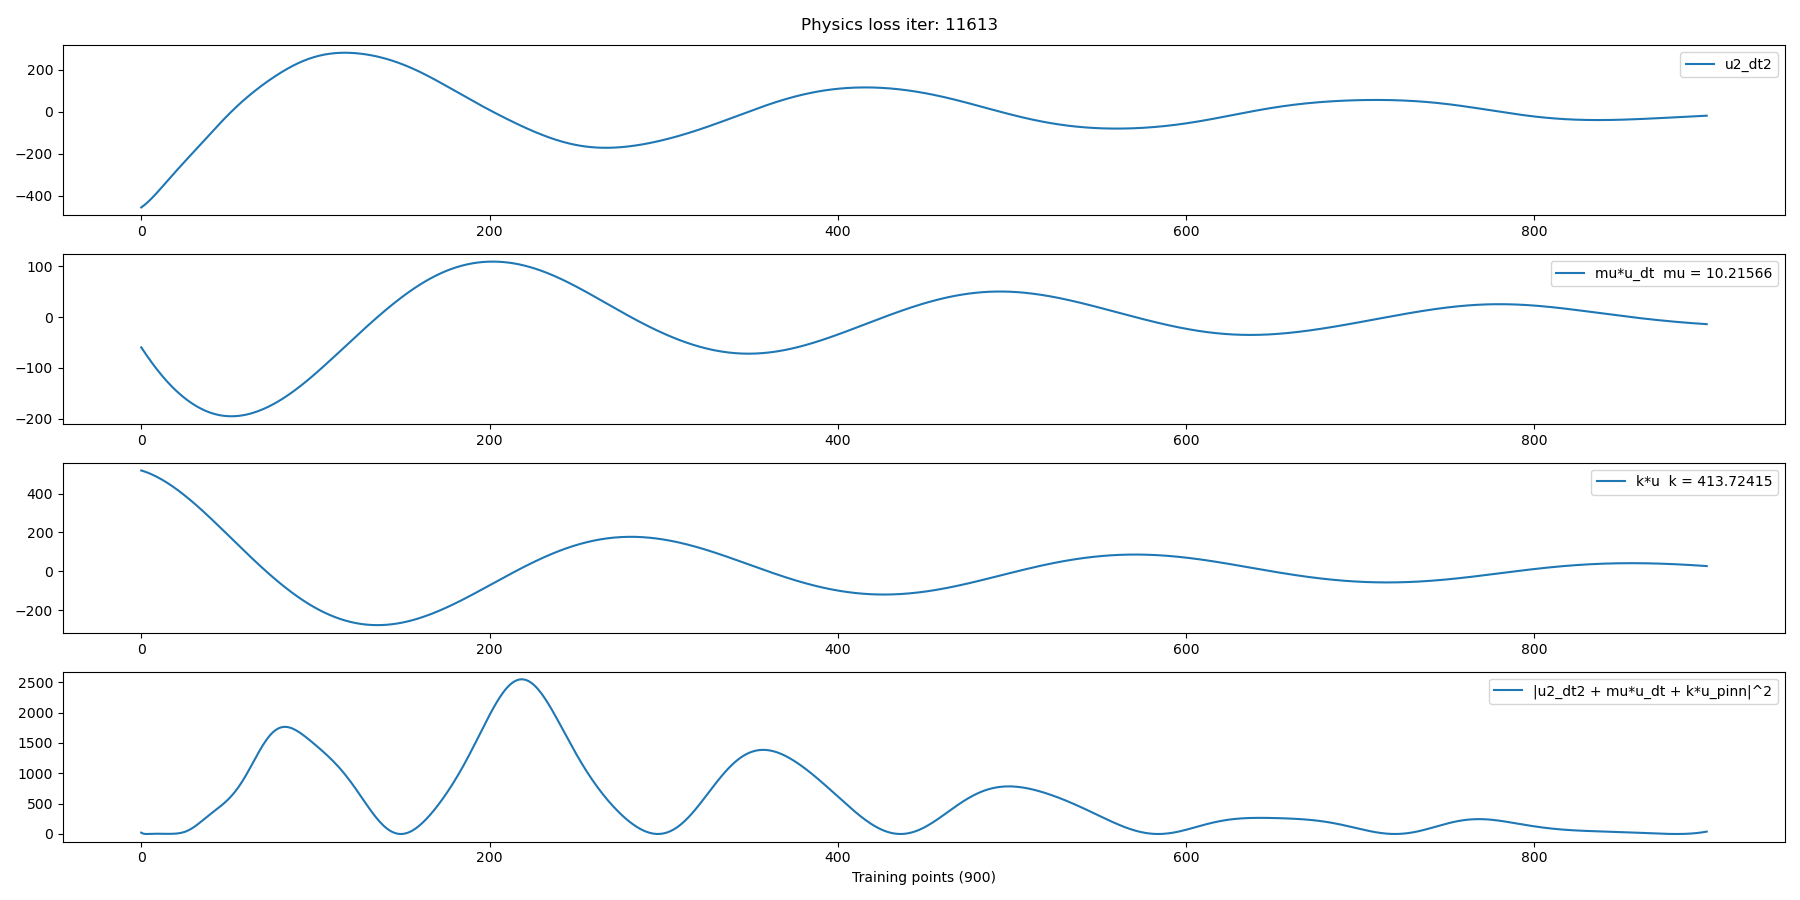 Physics loss iter: 11613
200
0
−200
−400
u2_dt2
0 200 400 600 800
100
0
−100
−200
mu*u_dt mu = 10.21566
0 200 400 600 800
400
200
0
−200
k*u k = 413.72415
0 200 400 600 800
2500
2000
1500
1000
500
0
|u2_dt2 + mu*u_dt + k*u_pinn|^2
0 200 400 600 800
Training points (900)